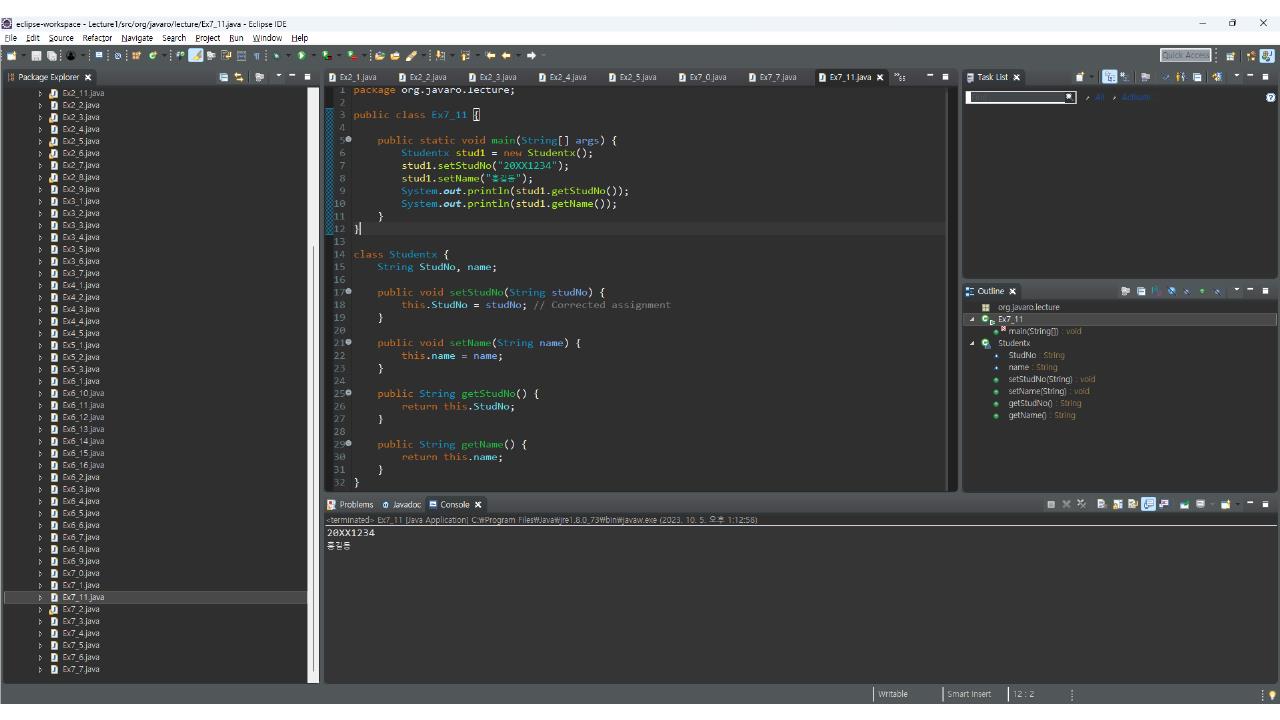 eclipse-workspace - Lecture1/src/org/javaro/lecture/Ex7_11.java - Eclipse IDE
File Edit Source Refactor Navigate Search Project Run Window Help
Quick Access
Package Explorer
Ex2_11.java
Ex2_2.java
Ex2_3.java
Ex2_4.java
Ex2_5.java
Ex2_6.java
Ex2_7.java
Ex2_8.java
Ex2_9.java
Ex3_1.java
Ex3_2.java
Ex3_3.java
Ex3_4.java
Ex3_5.java
Ex3_6.java
Ex3_7.java
Ex4_1.java
Ex4_2.java
Ex4_3.java
Ex4_4.java
Ex4_5.java
Ex5_1.java
Ex5_2.java
Ex5_3.java
Ex6_1.java
Ex6_10.java
Ex6_11.java
Ex6_12.java
Ex6_13.java
Ex6_14.java
Ex6_15.java
Ex6_16.java
Ex6_2.java
Ex6_3.java
Ex6_4.java
Ex6_5.java
Ex6_6.java
Ex6_7.java
Ex6_8.java
Ex6_9.java
Ex7_0.java
Ex7_1.java
Ex7_11.java
Ex7_2.java
Ex7_3.java
Ex7_4.java
Ex7_5.java
Ex7_6.java
Ex7_7.java
Ex2_1.java Ex2_2.java Ex2_3.java Ex2_4.java Ex2_5.java Ex7_0.java Ex7_7.java Ex7_11.java
1 package org.javaro.lecture;
2
3 public class Ex7_11 {
4
5 public static void main(String[] args) {
6 Studentx stud1 = new Studentx();
7 stud1.setStudNo("20XX1234");
8 stud1.setName("홍길동");
9 System.out.println(stud1.getStudNo());
10 System.out.println(stud1.getName());
11 }
12 }
13
14 class Studentx {
15 String StudNo, name;
16
17 public void setStudNo(String studNo) {
18 this.StudNo = studNo; // Corrected assignment
19 }
20
21 public void setName(String name) {
22 this.name = name;
23 }
24
25 public String getStudNo() {
26 return this.StudNo;
27 }
28
29 public String getName() {
30 return this.name;
31 }
32 }
Task List
All Activate
Outline
org.javaro.lecture
Ex7_11
main(String[]) : void
Studentx
StudNo : String
name : String
setStudNo(String) : void
setName(String) : void
getStudNo() : String
getName() : String
Problems Javadoc Console
<terminated> Ex7_11 [Java Application] C:₩Program Files₩Java₩jre1.8.0_73₩bin₩javaw.exe (2023. 10. 5. 오후 1:12:58)
20XX1234
홍길동
Writable Smart Insert 12 : 2